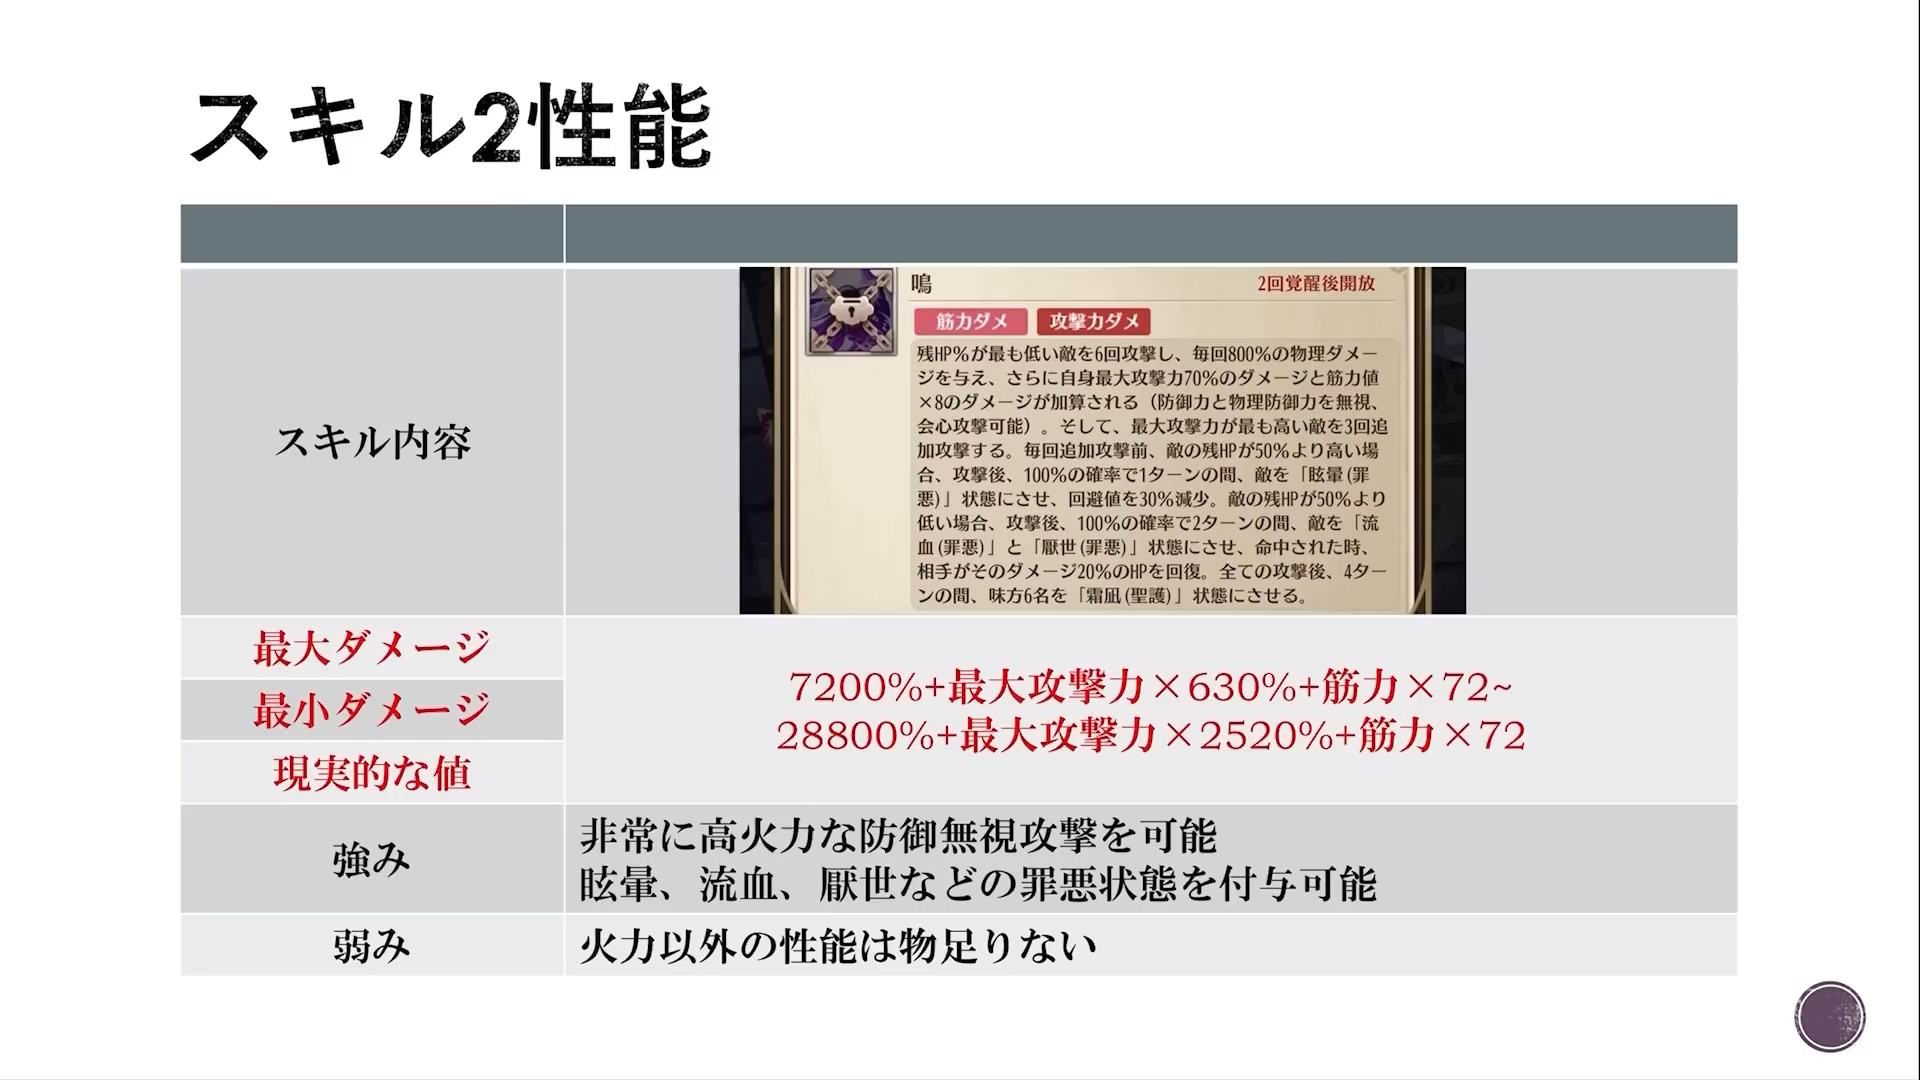 スキル2性能
スキル内容
鳴
2回覚醒後開放
筋力ダメ 攻撃力ダメ
残HP%が最も低い敵を6回攻撃し、毎回800%の物理ダメー
ジを与え、さらに自身最大攻撃力70%のダメージと筋力値
×8のダメージが加算される（防御力と物理防御力を無視、
会心攻撃可能）。そして、最大攻撃力が最も高い敵を3回追
加攻撃する。毎回追加攻撃前、敵の残HPが50%より高い場
合、攻撃後、100%の確率で1ターンの間、敵を「眩暈(罪
悪)」状態にさせ、回避値を30%減少。敵の残HPが50%より
低い場合、攻撃後、100%の確率で2ターンの間、敵を「流
血(罪悪)」と「厭世(罪悪)」状態にさせ、命中された時、
相手がそのダメージ20%のHPを回復。全ての攻撃後、4ター
ンの間、味方6名を「霜凪(聖護)」状態にさせる。
最大ダメージ
最小ダメージ
現実的な値
7200%+最大攻撃力×630%+筋力×72~
28800%+最大攻撃力×2520%+筋力×72
強み
非常に高火力な防御無視攻撃を可能
眩暈、流血、厭世などの罪悪状態を付与可能
弱み
火力以外の性能は物足りない